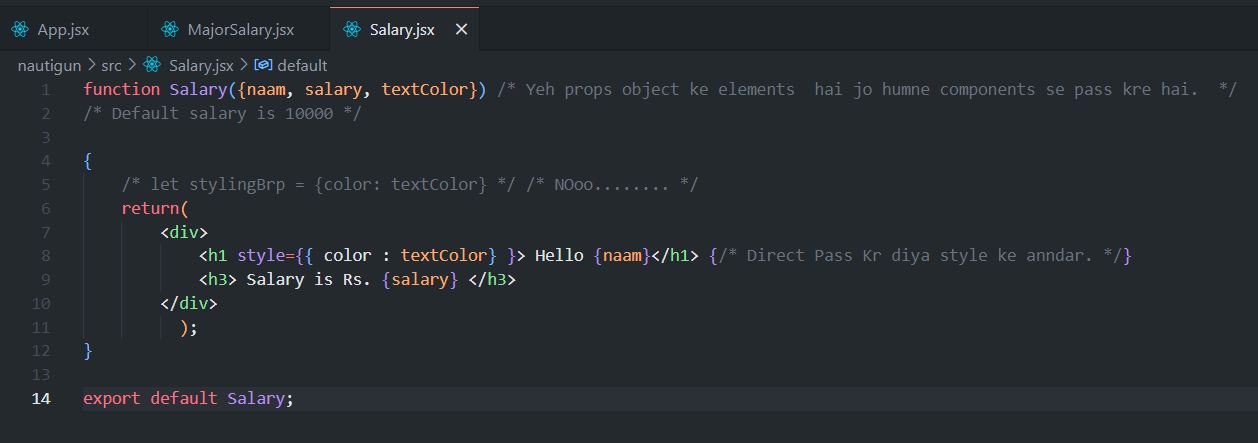 App.jsx MajorSalary.jsx Salary.jsx
nautigun > src > Salary.jsx > default
1 function Salary({naam, salary, textColor}) /* Yeh props object ke elements  hai jo humne components se pass kre hai.  */
2 /* Default salary is 10000 */
3
4 {
5     /* let stylingBrp = {color: textColor} */ /* NOoo........ */
6     return(
7         <div>
8             <h1 style={{ color : textColor} }> Hello {naam}</h1> {/* Direct Pass Kr diya style ke anndar. */}
9             <h3> Salary is Rs. {salary} </h3>
10         </div>
11           );
12 }
13
14 export default Salary;